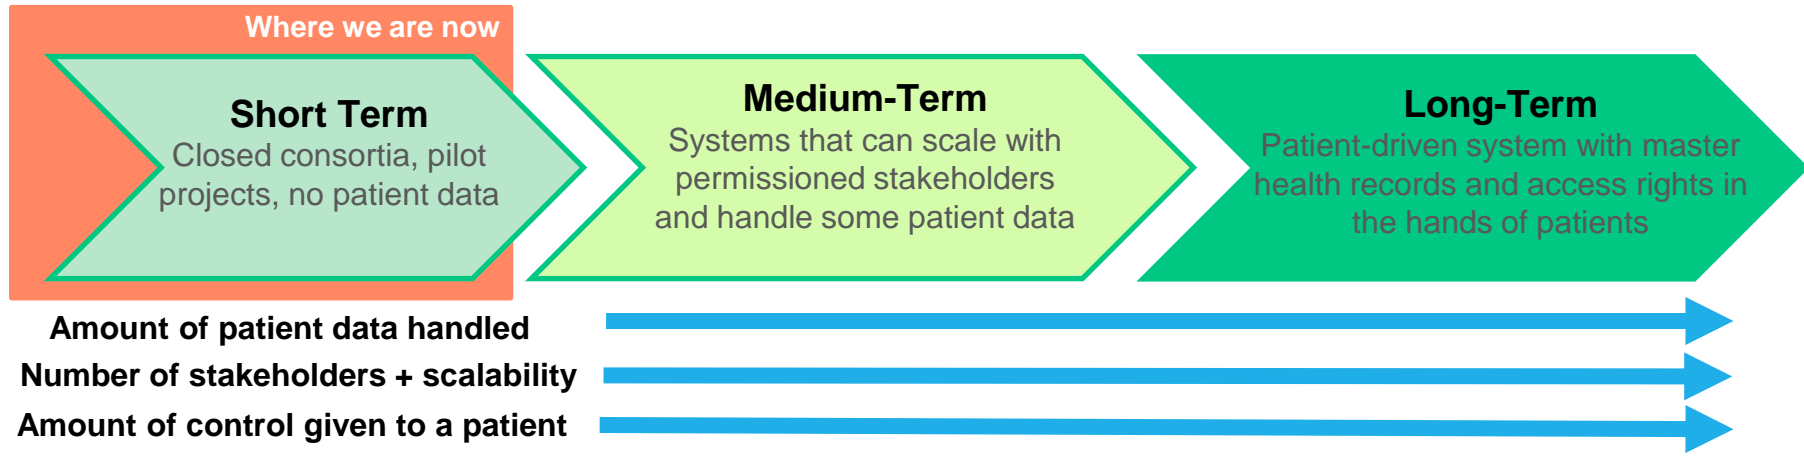 Where we are now
Short Term
Closed consortia, pilot
projects, no patient data
Medium-Term
Systems that can scale with
permissioned stakeholders
and handle some patient data
Long-Term
Patient-driven system with master
health records and access rights in
the hands of patients
Amount of patient data handled
Number of stakeholders + scalability
Amount of control given to a patient